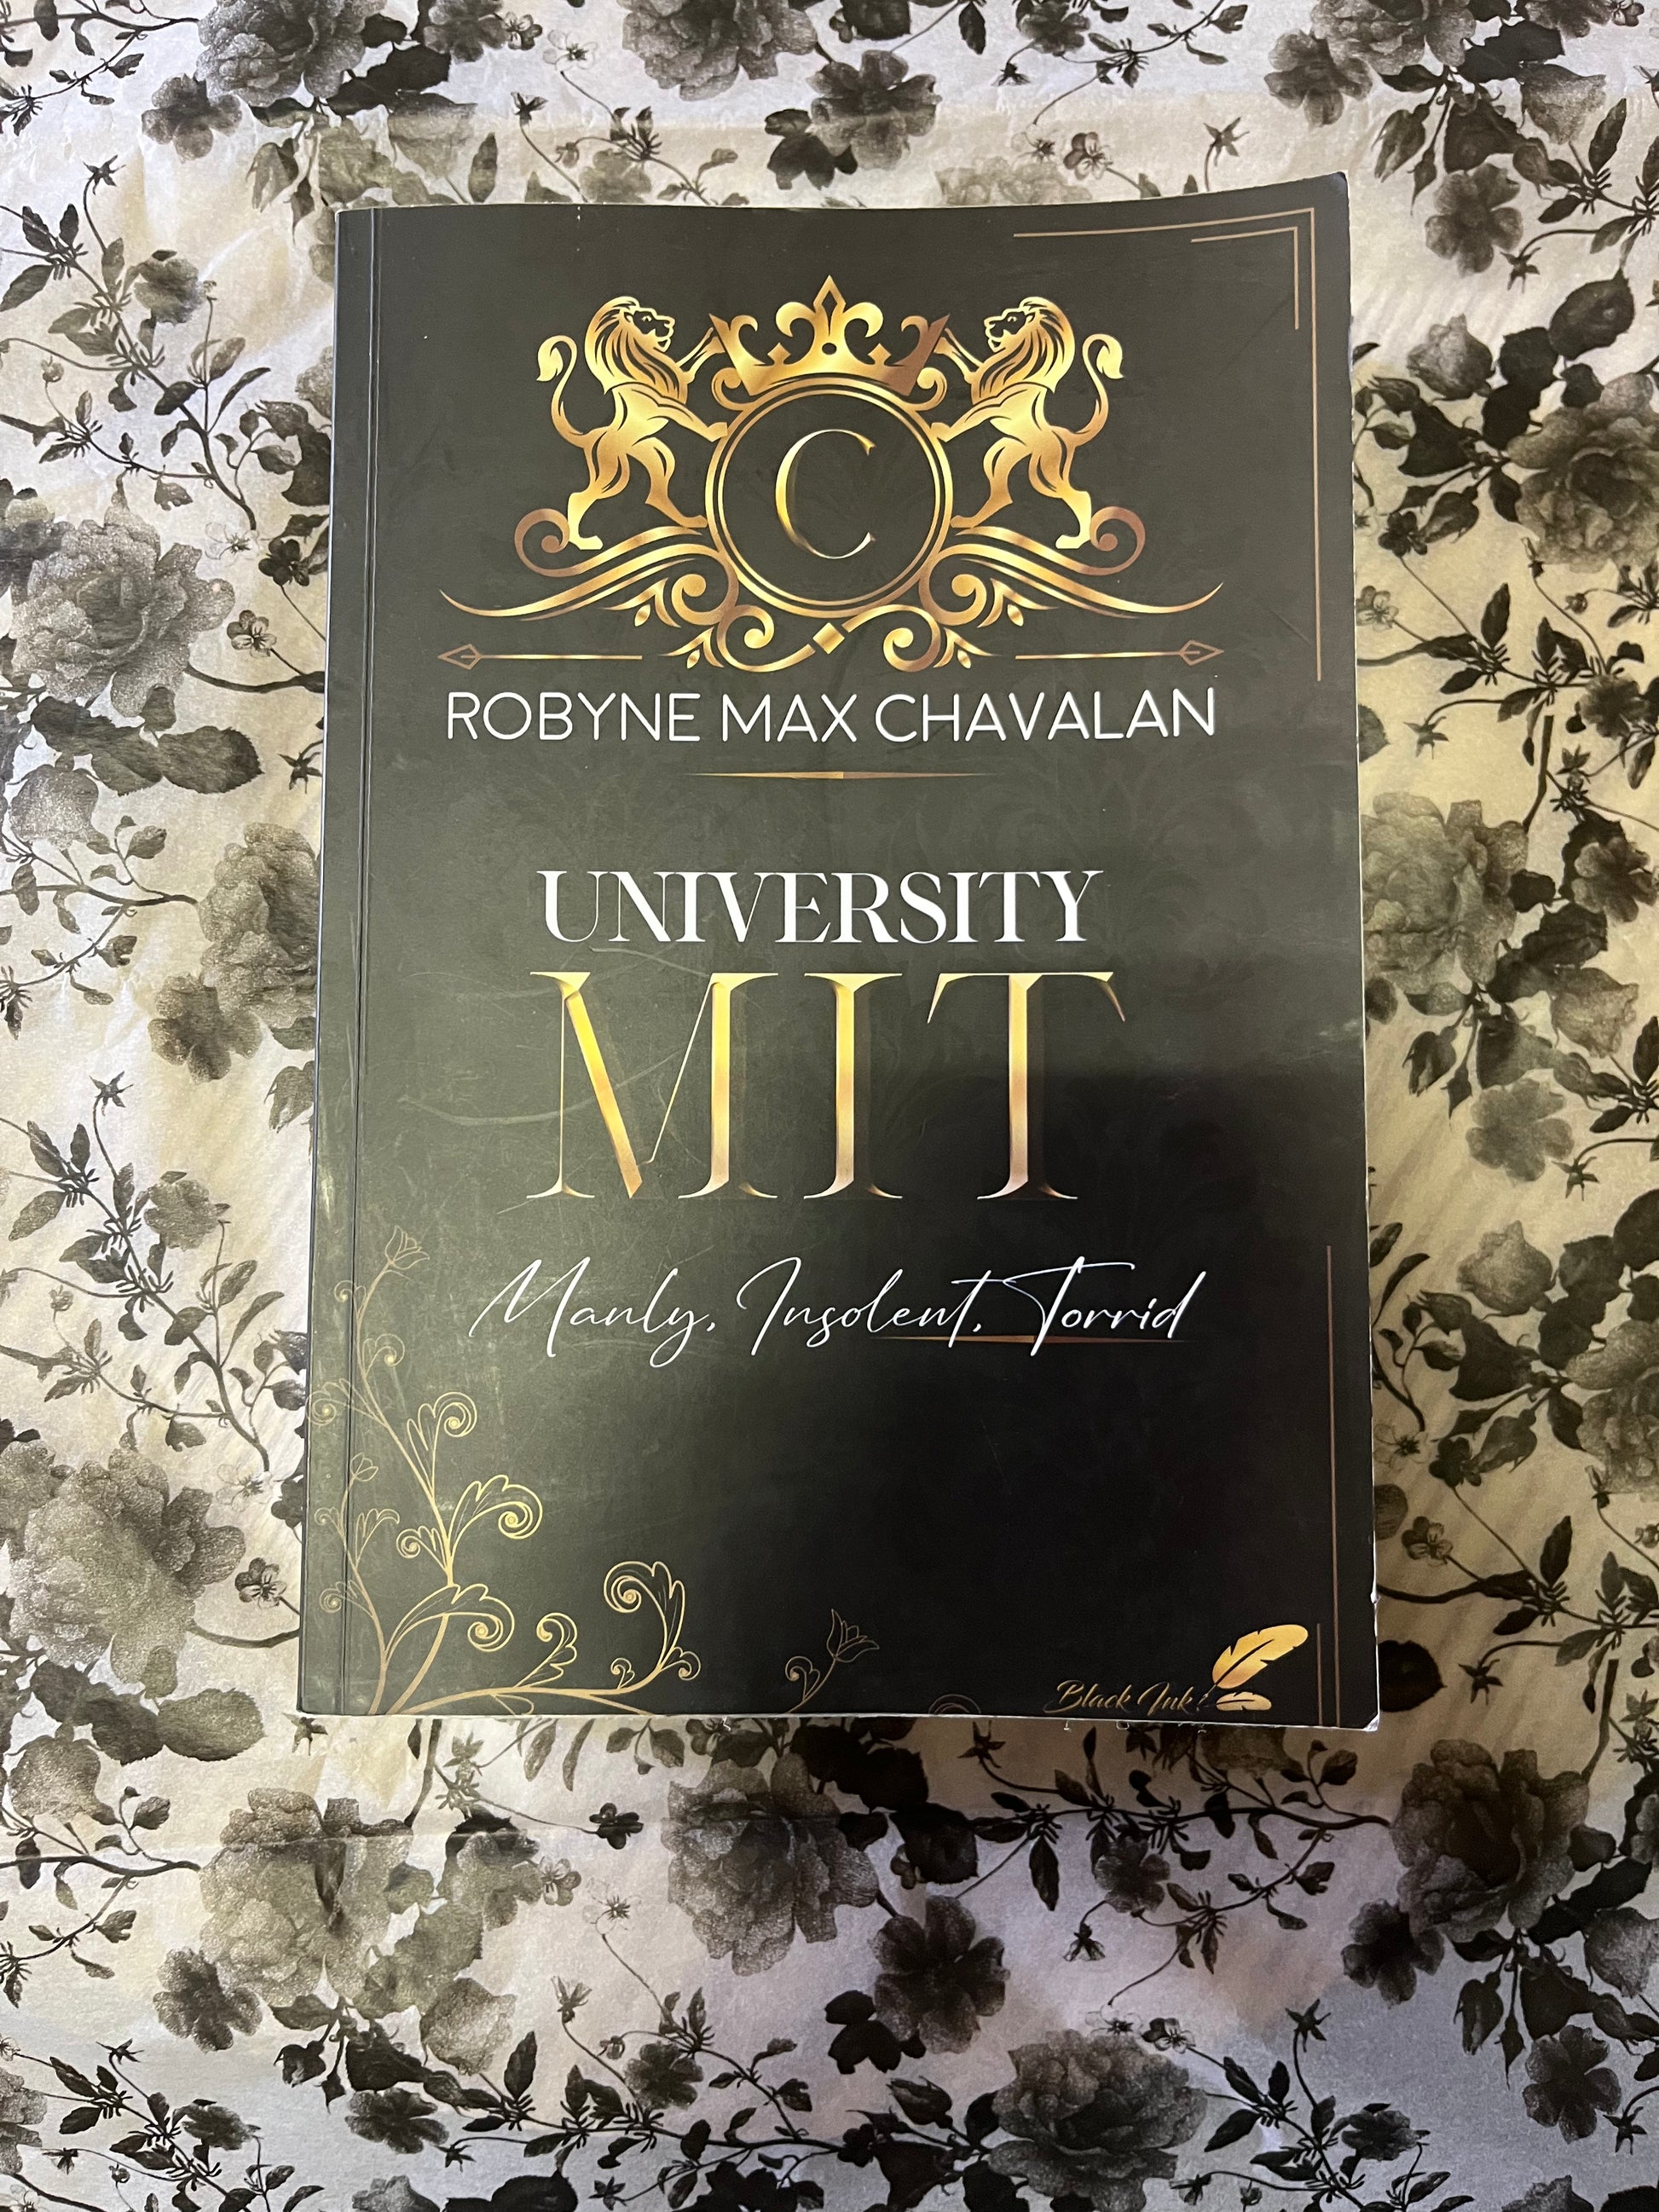 C
ROBYNE MAX CHAVALAN
UNIVERSITY
MIT
Manly, Insolent, Torrid
Black Ink